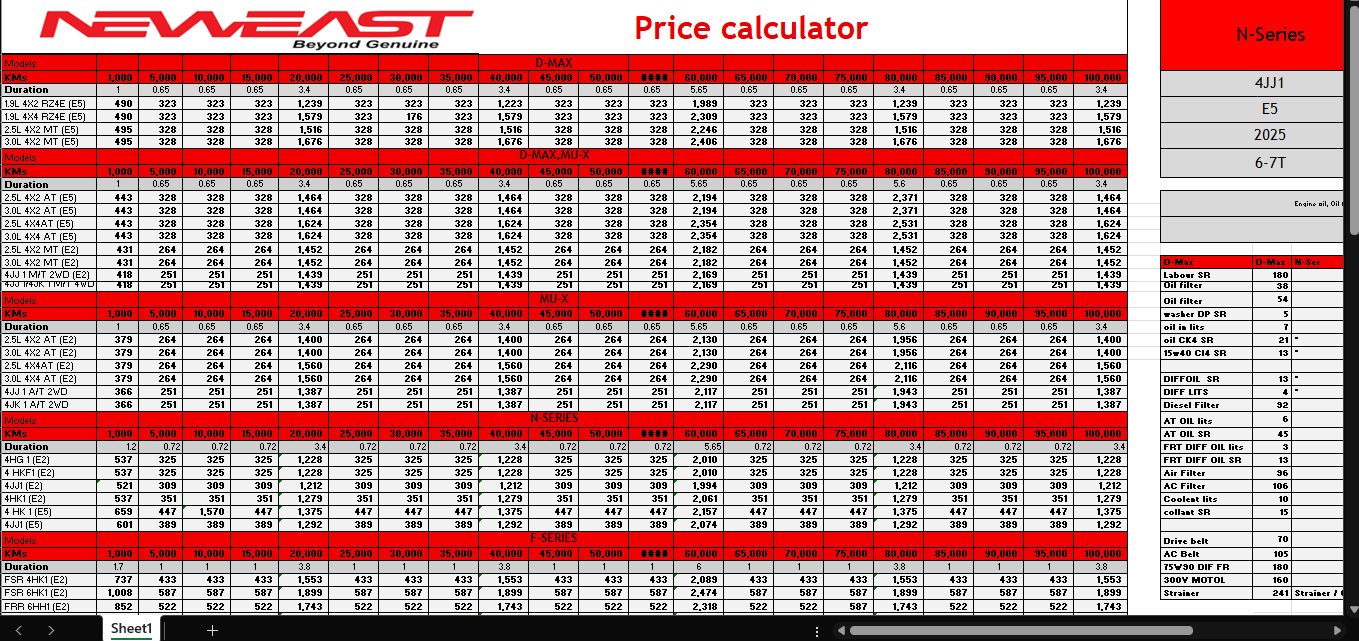 NEWEAST
Beyond Genuine
Price calculator
Models D-MAX
KMs 1,000 5,000 10,000 15,000 20,000 25,000 30,000 35,000 40,000 45,000 50,000 #### 60,000 65,000 70,000 75,000 80,000 85,000 90,000 95,000 100,000
Duration 1 0.65 0.65 0.65 3.4 0.65 0.65 0.65 3.4 0.65 0.65 0.65 5.65 0.65 0.65 0.65 3.4 0.65 0.65 0.65 3.4
1.9L 4X2 RZ4E (E5) 490 323 323 323 1,239 323 323 323 1,223 323 323 323 1,989 323 323 323 1,239 323 323 323 1,239
1.9L 4X4 RZ4E (E5) 490 323 323 323 1,579 323 176 323 1,579 323 323 323 2,309 323 323 323 1,579 323 323 323 1,579
2.5L 4X2 MT (E5) 495 328 328 328 1,516 328 328 328 1,516 328 328 328 2,246 328 328 328 1,516 328 328 328 1,516
3.0L 4X2 MT (E5) 495 328 328 328 1,676 328 328 328 1,676 328 328 328 2,406 328 328 328 1,676 328 328 328 1,676
Models D-MAX,MU-X
KMs 1,000 5,000 10,000 15,000 20,000 25,000 30,000 35,000 40,000 45,000 50,000 #### 60,000 65,000 70,000 75,000 80,000 85,000 90,000 95,000 100,000
Duration 1 0.65 0.65 0.65 3.4 0.65 0.65 0.65 3.4 0.65 0.65 0.65 5.65 0.65 0.65 0.65 5.6 0.65 0.65 0.65 3.4
2.5L 4X2 AT (E5) 443 328 328 328 1,464 328 328 328 1,464 328 328 328 2,194 328 328 328 2,371 328 328 328 1,464
3.0L 4X2 AT (E5) 443 328 328 328 1,464 328 328 328 1,464 328 328 328 2,194 328 328 328 2,371 328 328 328 1,464
2.5L 4X4AT (E5) 443 328 328 328 1,624 328 328 328 1,624 328 328 328 2,354 328 328 328 2,531 328 328 328 1,624
3.0L 4X4 AT (E5) 443 328 328 328 1,624 328 328 328 1,624 328 328 328 2,354 328 328 328 2,531 328 328 328 1,624
2.5L 4X2 MT (E2) 431 264 264 264 1,452 264 264 264 1,452 264 264 264 2,182 264 264 264 1,452 264 264 264 1,452
3.0L 4X2 MT (E2) 431 264 264 264 1,452 264 264 264 1,452 264 264 264 2,182 264 264 264 1,452 264 264 264 1,452
4JJ 1 M/T 2WD (E2) 418 251 251 251 1,439 251 251 251 1,439 251 251 251 2,169 251 251 251 1,439 251 251 251 1,439
4JJ 1/4JK 1 M/T 4WD 418 251 251 251 1,439 251 251 251 1,439 251 251 251 2,169 251 251 251 1,439 251 251 251 1,439
Models MU-X
KMs 1,000 5,000 10,000 15,000 20,000 25,000 30,000 35,000 40,000 45,000 50,000 #### 60,000 65,000 70,000 75,000 80,000 85,000 90,000 95,000 100,000
Duration 1 0.65 0.65 0.65 3.4 0.65 0.65 0.65 3.4 0.65 0.65 0.65 5.65 0.65 0.65 0.65 5.6 0.65 0.65 0.65 3.4
2.5L 4X2 AT (E2) 379 264 264 264 1,400 264 264 264 1,400 264 264 264 2,130 264 264 264 1,956 264 264 264 1,400
3.0L 4X2 AT (E2) 379 264 264 264 1,400 264 264 264 1,400 264 264 264 2,130 264 264 264 1,956 264 264 264 1,400
2.5L 4X4AT (E2) 379 264 264 264 1,560 264 264 264 1,560 264 264 264 2,290 264 264 264 2,116 264 264 264 1,560
3.0L 4X4 AT (E2) 379 264 264 264 1,560 264 264 264 1,560 264 264 264 2,290 264 264 264 2,116 264 264 264 1,560
4JJ 1 A/T 2WD 366 251 251 251 1,387 251 251 251 1,387 251 251 251 2,117 251 251 251 1,943 251 251 251 1,387
4JK 1 A/T 2WD 366 251 251 251 1,387 251 251 251 1,387 251 251 251 2,117 251 251 251 1,943 251 251 251 1,387
Models N-SERIES
KMs 1,000 5,000 10,000 15,000 20,000 25,000 30,000 35,000 40,000 45,000 50,000 #### 60,000 65,000 70,000 75,000 80,000 85,000 90,000 95,000 100,000
Duration 1.2 0.72 0.72 0.72 3.4 0.72 0.72 0.72 3.4 0.72 0.72 0.72 5.65 0.72 0.72 0.72 3.4 0.72 0.72 0.72 3.4
4HG 1 (E2) 537 325 325 325 1,228 325 325 325 1,228 325 325 325 2,010 325 325 325 1,228 325 325 325 1,228
4 HKF1 (E2) 537 325 325 325 1,228 325 325 325 1,228 325 325 325 2,010 325 325 325 1,228 325 325 325 1,228
4JJ1 (E2) 521 309 309 309 1,212 309 309 309 1,212 309 309 309 1,994 309 309 309 1,212 309 309 309 1,212
4HK1 (E2) 537 351 351 351 1,279 351 351 351 1,279 351 351 351 2,061 351 351 351 1,279 351 351 351 1,279
4 HK 1 (E5) 659 447 1,570 447 1,375 447 447 447 1,375 447 447 447 2,157 447 447 447 1,375 447 447 447 1,375
4JJ1 (E5) 601 389 389 389 1,292 389 389 389 1,292 389 389 389 2,074 389 389 389 1,292 389 389 389 1,292
Models F-SERIES
KMs 1,000 5,000 10,000 15,000 20,000 25,000 30,000 35,000 40,000 45,000 50,000 #### 60,000 65,000 70,000 75,000 80,000 85,000 90,000 95,000 100,000
Duration 1.7 1 1 1 3.8 1 1 1 3.8 1 1 1 6 1 1 1 3.8 1 1 1 3.8
FSR 4HK1 (E2) 737 433 433 433 1,553 433 433 433 1,553 433 433 433 2,089 433 433 433 1,553 433 433 433 1,553
FSR 6HK1 (E2) 1,008 587 587 587 1,899 587 587 587 1,899 587 587 587 2,474 587 587 587 1,899 587 587 587 1,899
FRR 6HH1 (E2) 852 522 522 522 1,743 522 522 522 1,743 522 522 522 2,318 522 522 587 1,743 522 522 522 1,743
N-Series
4JJ1
E5
2025
6-7T
Engine oil, Oil
D-Max D-Max N-Ser
Labour SR 180
Oil filter 38
Oil filter 54
washer DP SR 5
oil in lits 7
oil CK4 SR 21 "
15w40 CI4 SR 13 "
DIFFOIL SR 13 "
DIFF LITS 4 "
Diesel Filter 92
AT OIL lits 6
AT OIL SR 45
FRT DIFF OIL lits 3
FRT DIFF OIL SR 13
Air Filter 96
AC Filter 106
Coolent lits 10
collant SR 15
Drive belt 70
AC Belt 105
75W90 DIF FR 180
300V MOTOL 160
Strainer 241 Strainer /
Sheet1